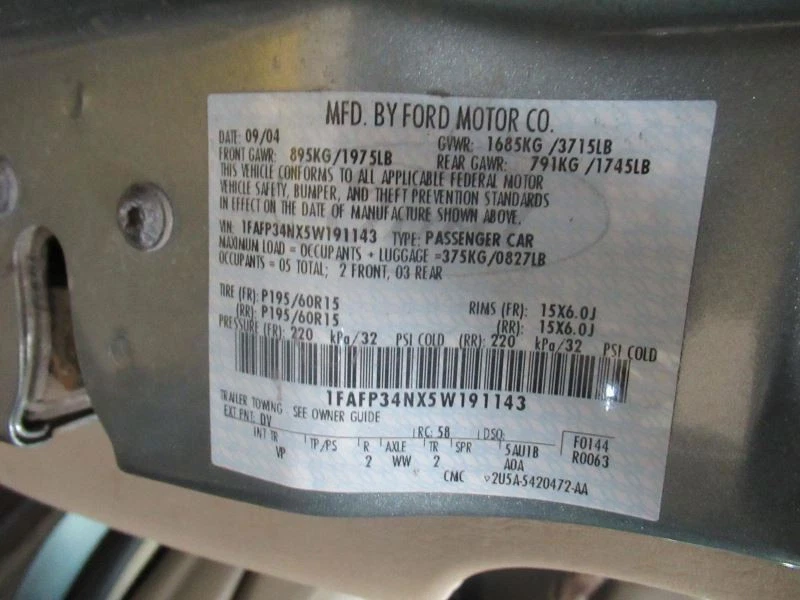 MFD. BY FORD MOTOR CO.
DATE: 09/04 GVWR: 1685KG /3715LB
FRONT GAWR: 895KG/1975LB REAR GAWR: 791KG /1745LB
THIS VEHICLE CONFORMS TO ALL APPLICABLE FEDERAL MOTOR
VEHICLE SAFETY, BUMPER, AND THEFT PREVENTION STANDARDS
IN EFFECT ON THE DATE OF MANUFACTURE SHOWN ABOVE.
VIN: 1FAFP34NX5W191143 TYPE: PASSENGER CAR
MAXIMUM LOAD = OCCUPANTS + LUGGAGE =375KG/0827LB
OCCUPANTS = 05 TOTAL; 2 FRONT, 03 REAR
TIRE (FR): P195/60R15 RIMS (FR): 15X6.0J
(RR): P195/60R15 (RR): 15X6.0J
PRESSURE (FR): 220 kPa/32 PSI COLD (RR): 220 kPa/32 PSI COLD
1FAFP34NX5W191143
TRAILER TOWING - SEE OWNER GUIDE
EXT PNT: DV RC: 58 DSO: F0144
INT TR TP/PS R AXLE TR SPR 5AU1B R0063
VP 2 WW 2 A0A
CMC v2U5A-5420472-AA